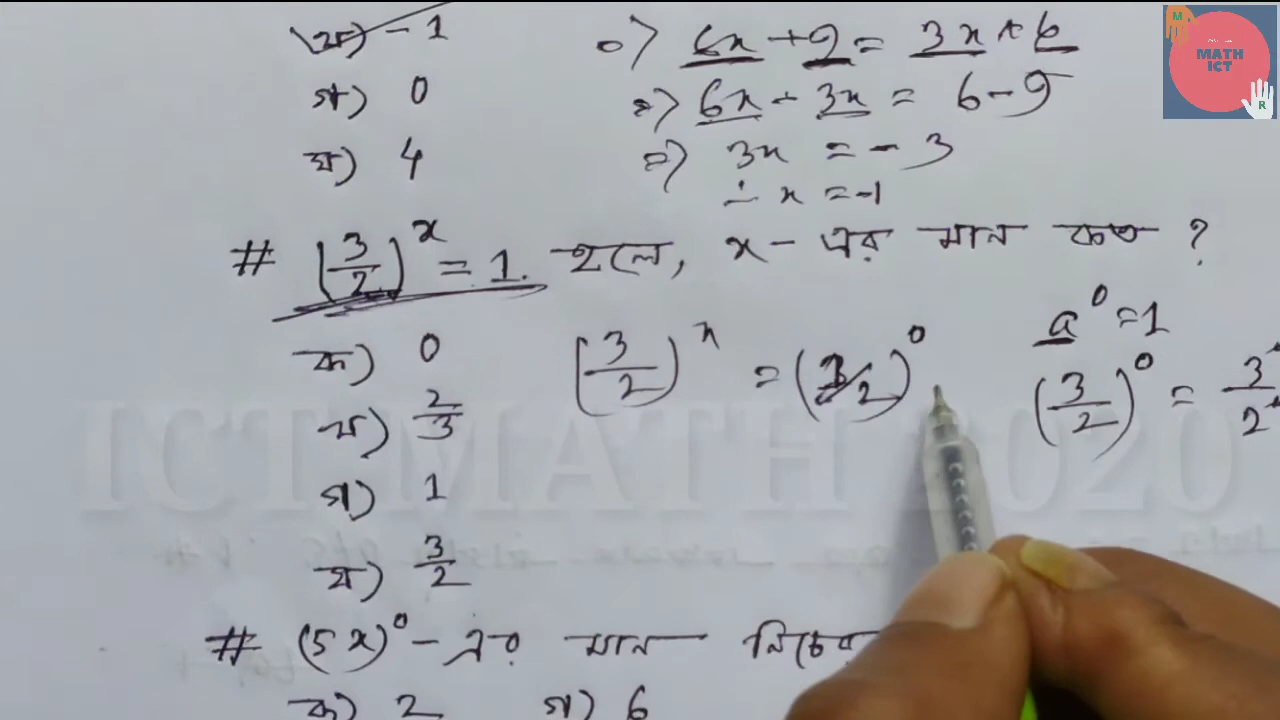 খ) - 1
গ) 0
ঘ) 4
=> 6x + 9 = 3x + 6
=> 6x - 3x = 6 - 9
=> 3x = - 3
∴ x = -1
# (3/2)^x = 1. হলে, x - এর মান কত ?
ক) 0
খ) 2/3
গ) 1
ঘ) 3/2
(3/2)^x = (3/2)^0
a^0 = 1
(3/2)^0 = 3/2
# (5x)^0 - এর মান নিচের
ক) 2 গ) 6
MATH
ICT
M
R
ICT MATH 2020